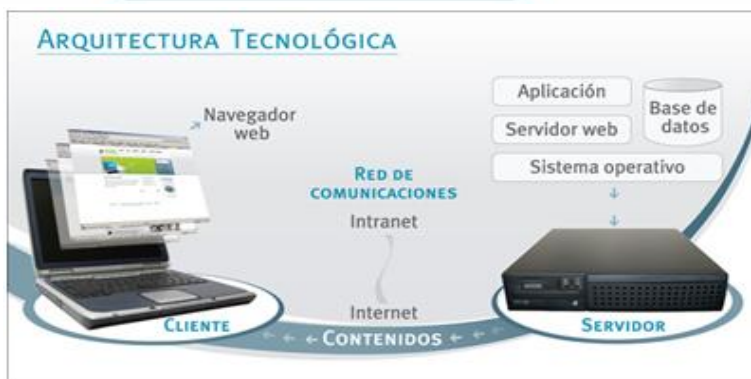 ARQUITECTURA TECNOLÓGICA
Navegador
web
RED DE
COMUNICACIONES
Intranet
Internet
Aplicación
Servidor web
Base de
datos
Sistema operativo
CLIENTE
CONTENIDOS
SERVIDOR